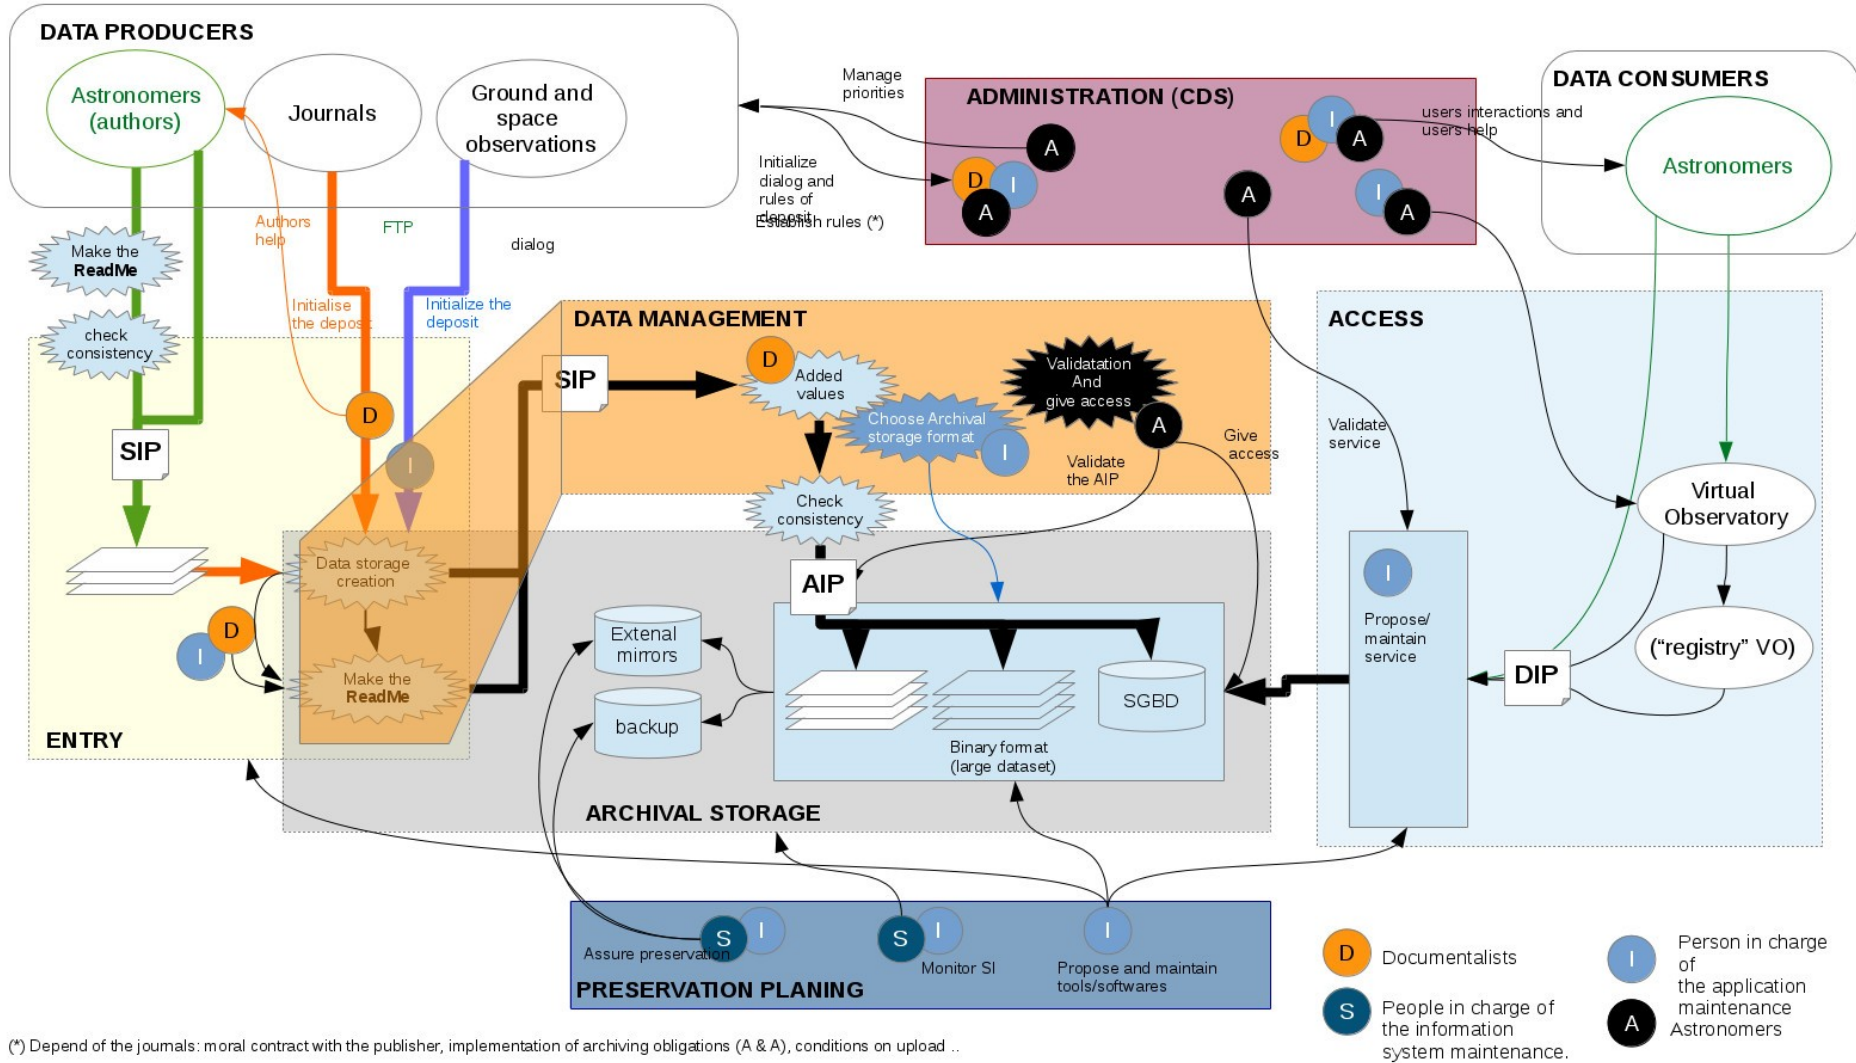 DATA PRODUCERS
Astronomers
(authors)
Journals
Ground and
space
observations
Manage
priorities
ADMINISTRATION (CDS)
A
D
I
A
Initialize
dialog and
rules of
deposit
Establish rules (*)
D
I
A
A
I
A
users interactions and
users help
DATA CONSUMERS
Astronomers
Authors
help
FTP
dialog
Make the
ReadMe
check
consistency
Initialise
the deposit
Initialize the
deposit
SIP
D
I
DATA MANAGEMENT
SIP
D
Added
values
Choose Archival
storage format
I
Validatation
And
give access
A
Validate
the AIP
Give
access
Check
consistency
ACCESS
Validate
service
Virtual
Observatory
I
Propose/
maintain
service
("registry" VO)
DIP
Data storage
creation
D
I
Make the
ReadMe
ENTRY
AIP
Extenal
mirrors
backup
SGBD
Binary format
(large dataset)
ARCHIVAL STORAGE
S
I
Assure preservation
S
I
Monitor SI
I
Propose and maintain
tools/softwares
PRESERVATION PLANING
D
Documentalists
S
People in charge of
the information
system maintenance.
I
Person in charge
of
the application
maintenance
A
Astronomers
(*) Depend of the journals: moral contract with the publisher, implementation of archiving obligations (A & A), conditions on upload ..